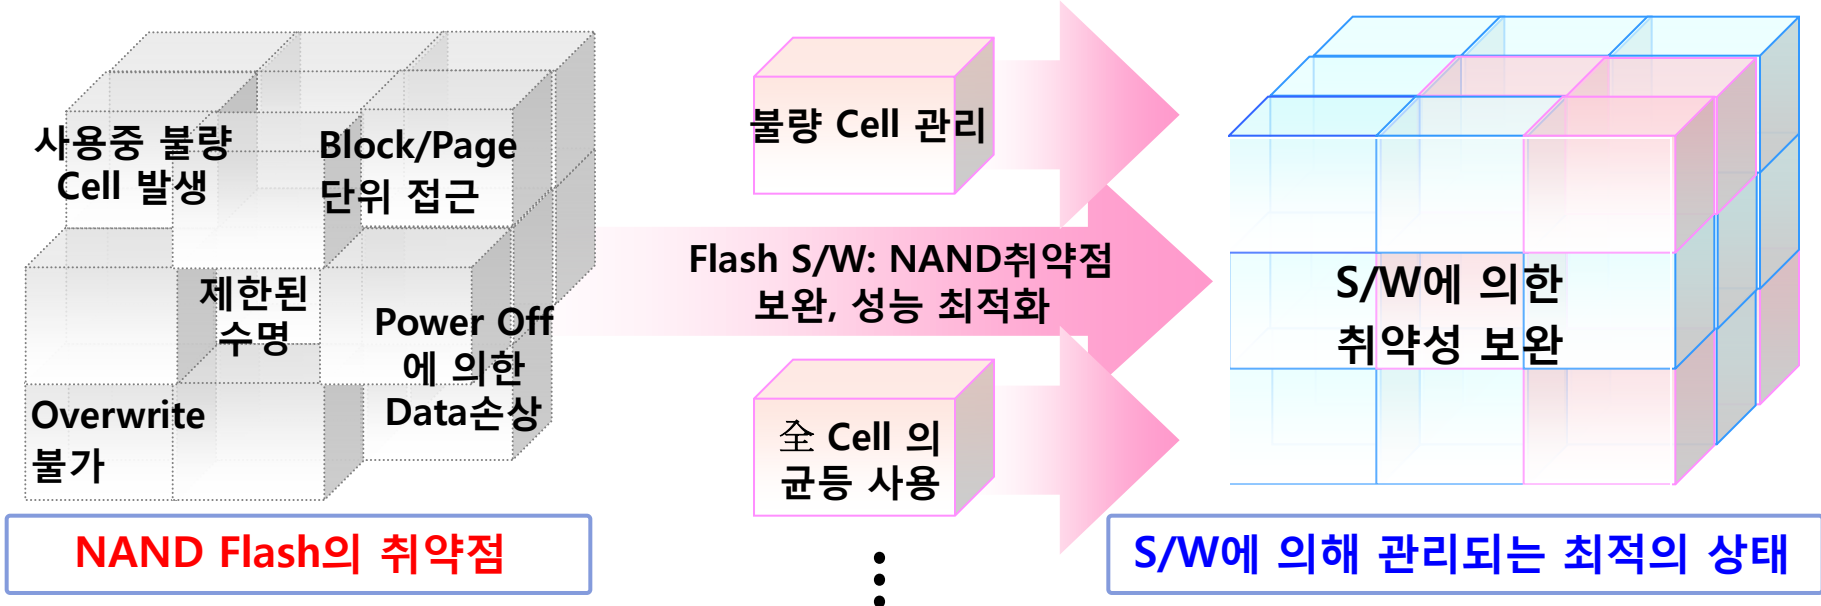 사용중 불량
Cell 발생
Block/Page
단위 접근
제한된
수명
Power Off
에 의한
Data손상
Overwrite
불가
NAND Flash의 취약점
불량 Cell 관리
Flash S/W: NAND취약점
보완, 성능 최적화
全 Cell 의
균등 사용
S/W에 의한
취약성 보완
S/W에 의해 관리되는 최적의 상태